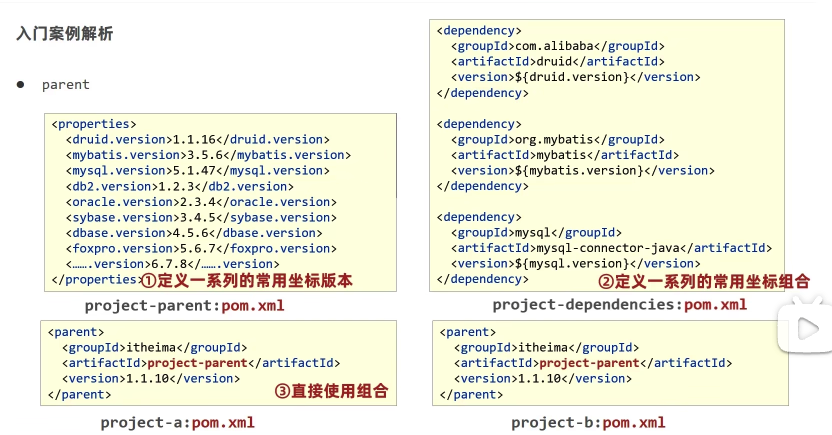 入门案例解析
● parent
<properties>
<druid.version>1.1.16</druid.version>
<mybatis.version>3.5.6</mybatis.version>
<mysql.version>5.1.47</mysql.version>
<db2.version>1.2.3</db2.version>
<oracle.version>2.3.4</oracle.version>
<sybase.version>3.4.5</sybase.version>
<dbase.version>4.5.6</dbase.version>
<foxpro.version>5.6.7</foxpro.version>
<…….version>6.7.8</…….version>
</properties>①定义一系列的常用坐标版本
project-parent:pom.xml
<dependency>
<groupId>com.alibaba</groupId>
<artifactId>druid</artifactId>
<version>${druid.version}</version>
</dependency>
<dependency>
<groupId>org.mybatis</groupId>
<artifactId>mybatis</artifactId>
<version>${mybatis.version}</version>
</dependency>
<dependency>
<groupId>mysql</groupId>
<artifactId>mysql-connector-java</artifactId>
<version>${mysql.version}</version>
</dependency>
②定义一系列的常用坐标组合
project-dependencies:pom.xml
<parent>
<groupId>itheima</groupId>
<artifactId>project-parent</artifactId>
<version>1.1.10</version>
</parent>
③直接使用组合
project-a:pom.xml
<parent>
<groupId>itheima</groupId>
<artifactId>project-parent</artifactId>
<version>1.1.10</version>
</parent>
project-b:pom.xml